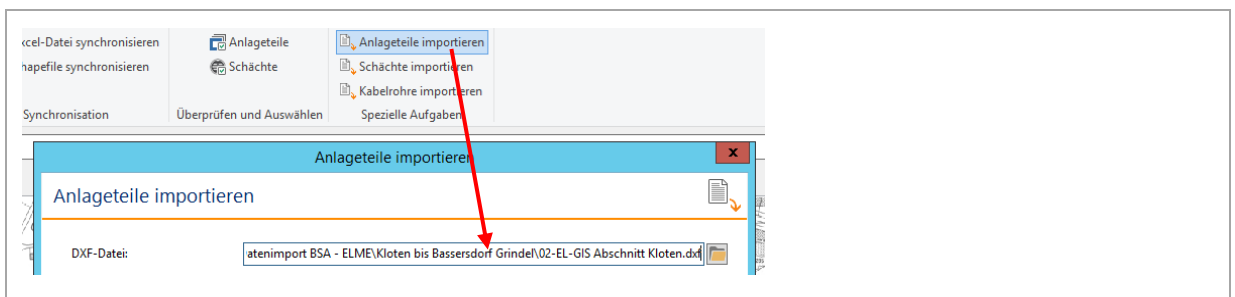 xcel-Datei synchronisieren Anlageteile Anlageteile importieren
hapefile synchronisieren Schächte Schächte importieren
Kabelrohre importieren
Synchronisation Überprüfen und Auswählen Spezielle Aufgaben
Anlageteile importieren x
Anlageteile importieren
DXF-Datei: atenimport BSA - ELME\Kloten bis Bassersdorf Grindel\02-EL-GIS Abschnitt Kloten.dxf